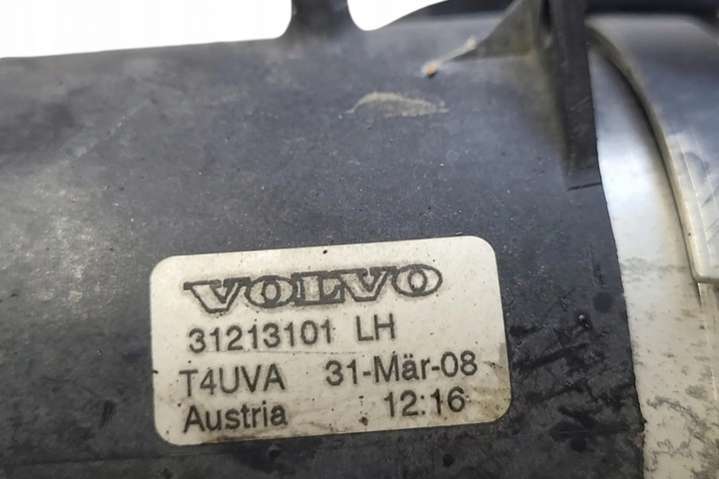 VOLVO
31213101 LH
T4UVA 31-Mär-08
Austria 12:16